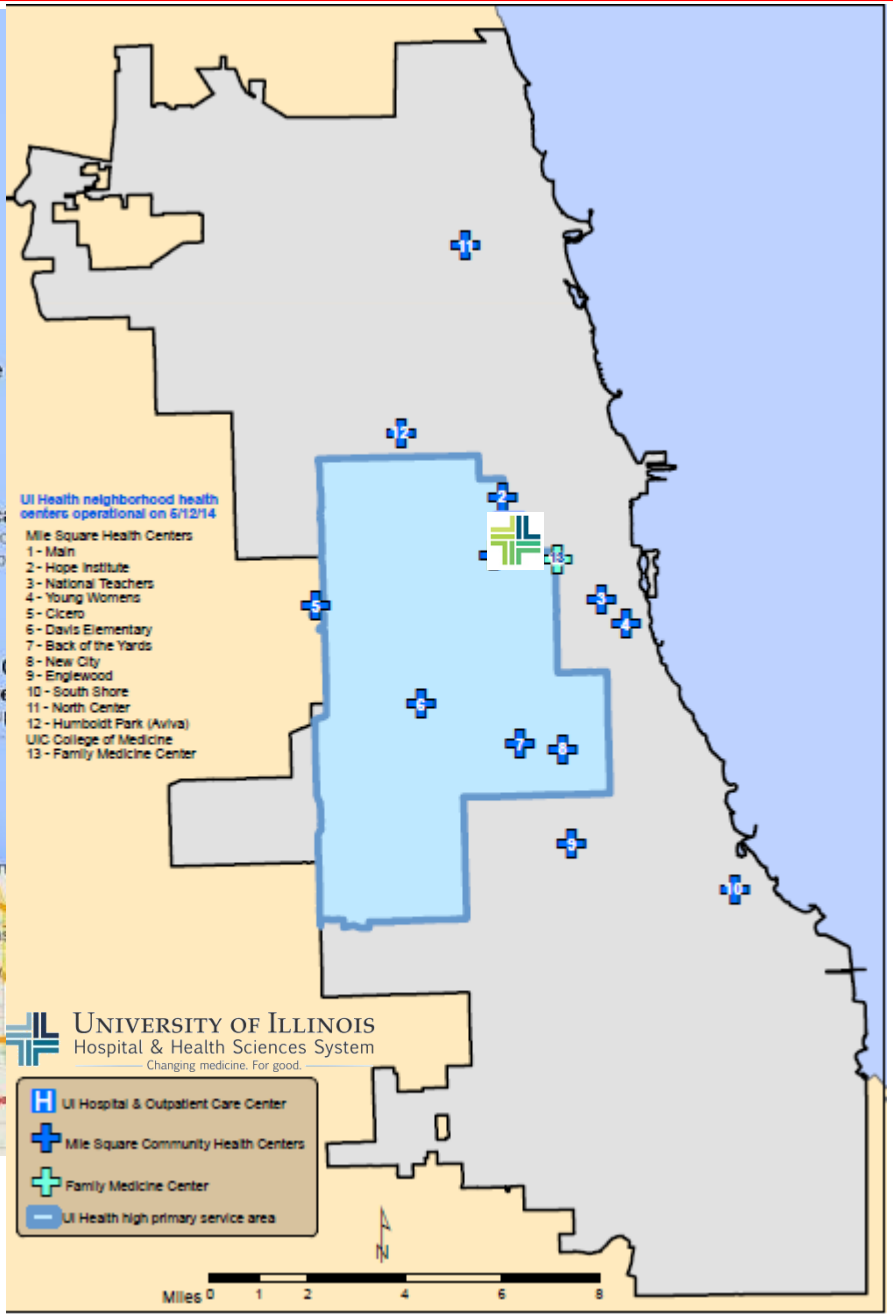 11
12
UI Health neighborhood health
centers operational on 5/12/14
Mile Square Health Centers
1 - Main
2 - Hope Institute
3 - National Teachers
4 - Young Womens
5 - Cicero
6 - Davis Elementary
7 - Back of the Yards
8 - New City
9 - Englewood
10 - South Shore
11 - North Center
12 - Humboldt Park (Aviva)
UIC College of Medicine
13 - Family Medicine Center
2
13
5
3
4
6
7
8
9
10
UNIVERSITY OF ILLINOIS
Hospital & Health Sciences System
Changing medicine. For good.
H UI Hospital & Outpatient Care Center
Mile Square Community Health Centers
Family Medicine Center
UI Health high primary service area
N
Miles 0 1 2 4 6 8